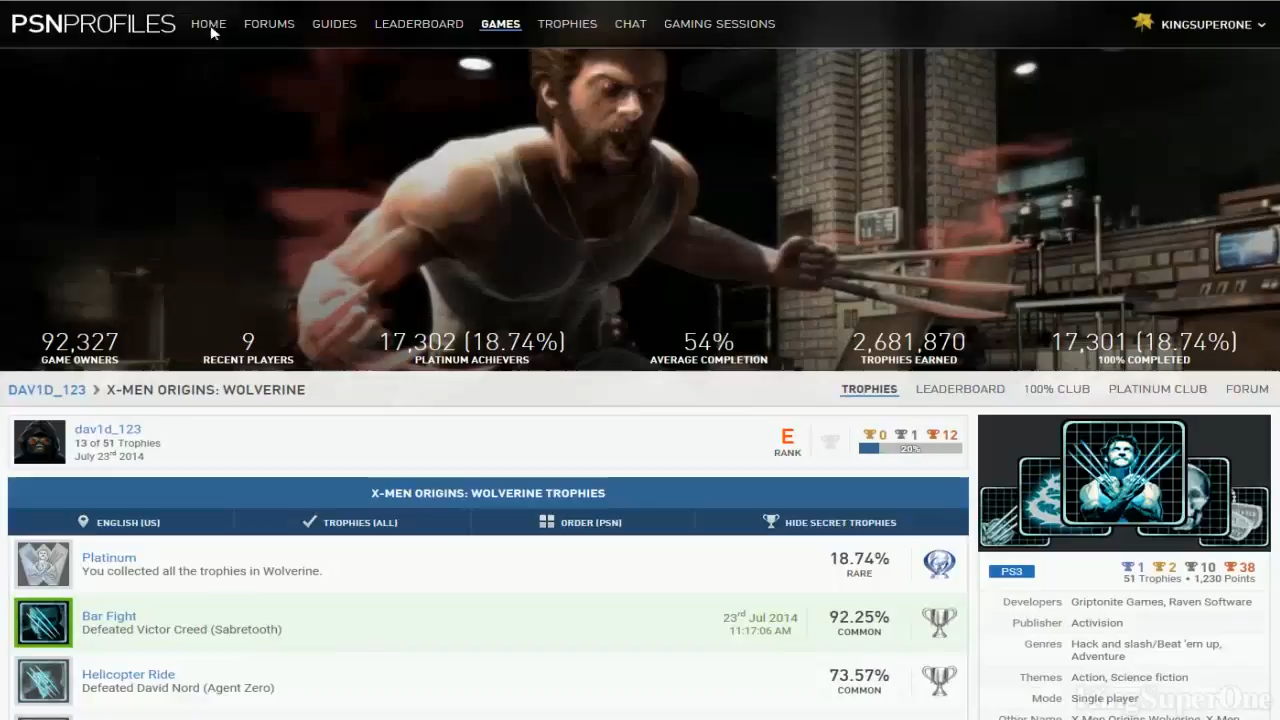 PSNPROFILES HOME FORUMS GUIDES LEADERBOARD GAMES TROPHIES CHAT GAMING SESSIONS KINGSUPERONE
92,327 9 17,302 (18.74%) 54% 2,681,870 17,301 (18.74%)
GAME OWNERS RECENT PLAYERS PLATINUM ACHIEVERS AVERAGE COMPLETION TROPHIES EARNED 100% COMPLETED
DAV1D_123 > X-MEN ORIGINS: WOLVERINE TROPHIES LEADERBOARD 100% CLUB PLATINUM CLUB FORUM
dav1d_123
13 of 51 Trophies
July 23rd 2014
E
RANK
0 1 12
20%
X-MEN ORIGINS: WOLVERINE TROPHIES
ENGLISH (US) TROPHIES (ALL) ORDER (PSN) HIDE SECRET TROPHIES
Platinum
You collected all the trophies in Wolverine.
18.74%
RARE
Bar Fight
Defeated Victor Creed (Sabretooth)
23rd Jul 2014
11:17:06 AM
92.25%
COMMON
Helicopter Ride
Defeated David Nord (Agent Zero)
73.57%
COMMON
PS3
1 2 10 38
51 Trophies • 1,230 Points
Developers Griptonite Games, Raven Software
Publisher Activision
Genres Hack and slash/Beat 'em up,
Adventure
Themes Action, Science fiction
Mode Single player
Other Name X-Men Origins Wolverine, X-Men
KingSuperOne